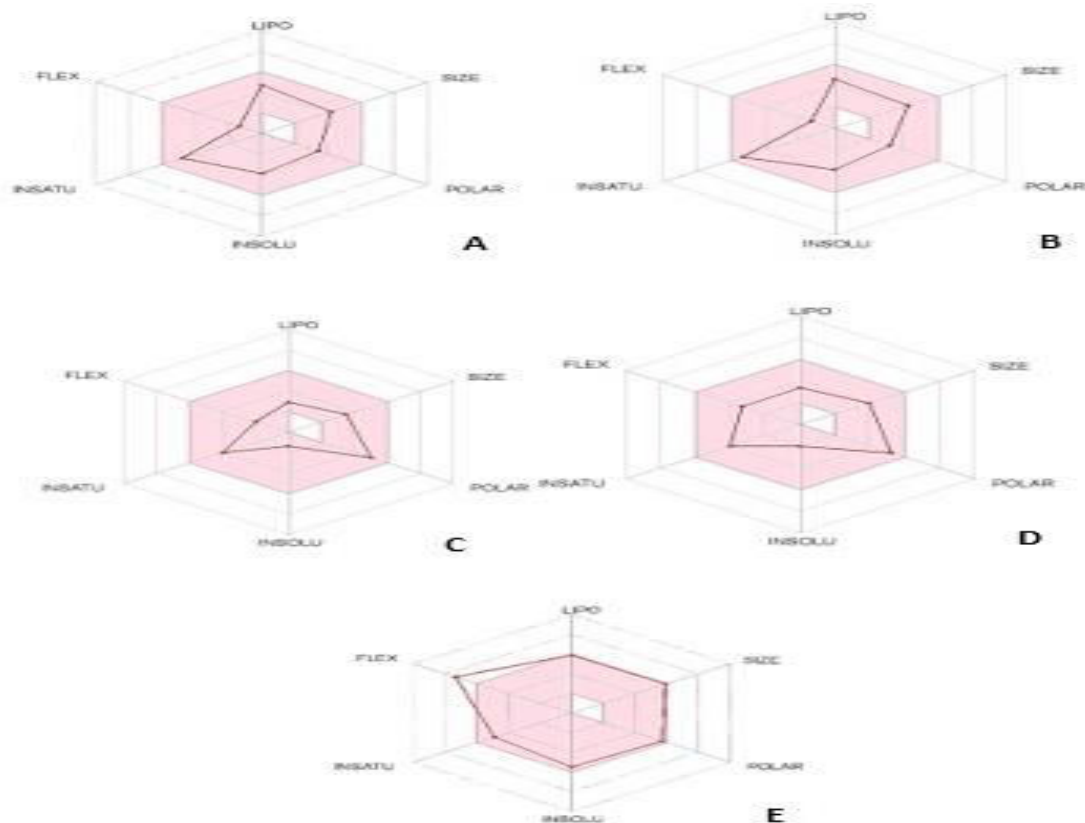 LIPO
FLEX
SIZE
INSATU
POLAR
INSOLU
A
LIPO
FLEX
SIZE
INSATU
POLAR
INSOLU
B
LIPO
FLEX
SIZE
INSATU
POLAR
INSOLU
C
LIPO
FLEX
SIZE
INSATU
POLAR
INSOLU
D
LIPO
FLEX
SIZE
INSATU
POLAR
INSOLU
E